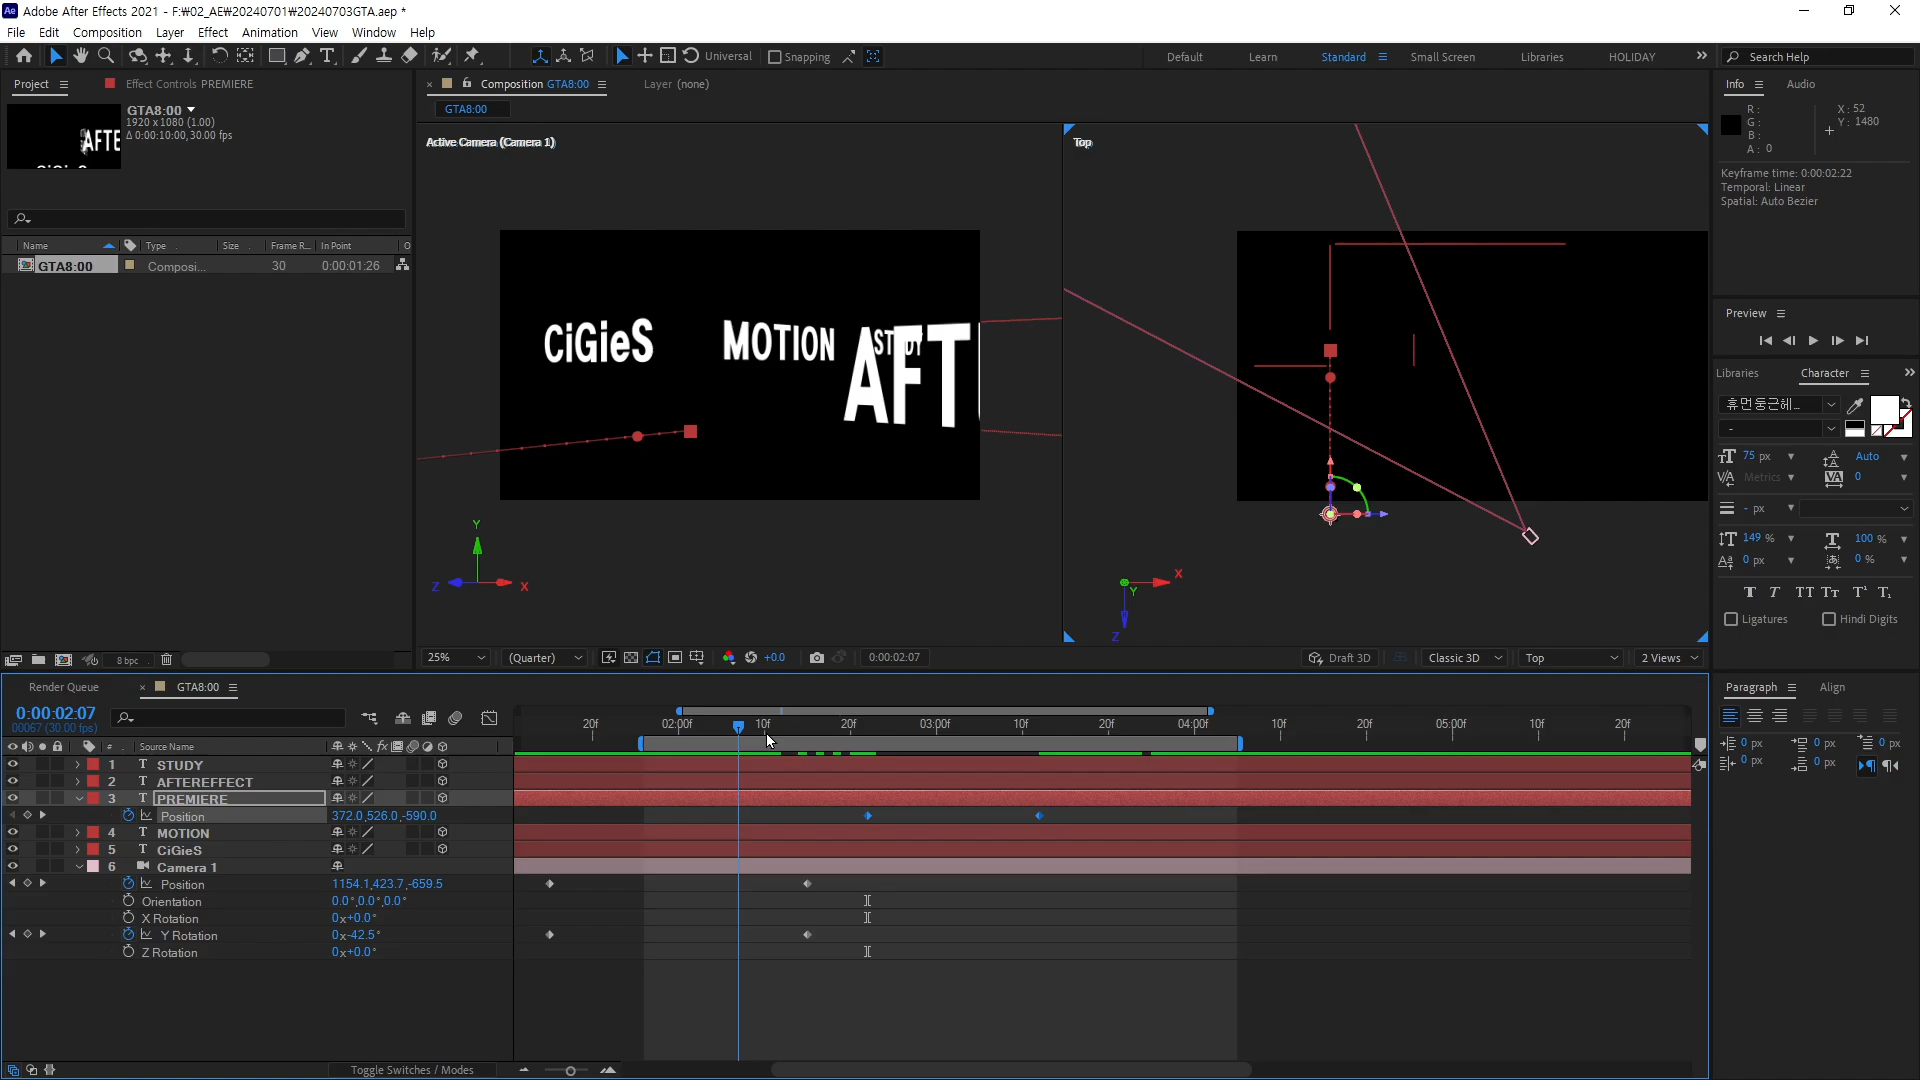 Adobe After Effects 2021 - F:₩02_AE₩20240701₩20240703GTA.aep *
File Edit Composition Layer Effect Animation View Window Help
Universal Snapping Default Learn Standard Small Screen Libraries HOLIDAY Search Help
Project Effect Controls PREMIERE
GTA8:00
1920 x 1080 (1.00)
Δ 0:00:10:00, 30.00 fps
Name Type Size Frame R... In Point
GTA8:00 Composi... 30 0:00:01:26
8 bpc
Composition GTA8:00 Layer (none)
GTA8:00
Active Camera (Camera 1)
Top
CiGieS MOTION STUDY AFT
Y
Z X
X
Y
Z
25% (Quarter) +0.0 0:00:02:07 Draft 3D Classic 3D Top 2 Views
Info Audio
R:
G:
B:
A: 0
X: 52
Y: 1480
Keyframe time: 0:00:02:22
Temporal: Linear
Spatial: Auto Bezier
Preview
Libraries Character
휴먼둥근헤...
-
75 px Auto
Metrics 0
- px
149 % 100 %
0 px 0 %
T T TT Tr T¹ T₁
Ligatures Hindi Digits
Paragraph Align
0 px 0 px 0 px
0 px 0 px
Render Queue GTA8:00
0:00:02:07
00067 (30.00 fps)
20f 02:00f 10f 20f 03:00f 10f 20f 04:00f 10f 20f 05:00f 10f 20f
# Source Name
1 T STUDY
2 T AFTEREFFECT
3 T PREMIERE
Position 372.0,526.0,-590.0
4 T MOTION
5 T CiGieS
6 Camera 1
Position 1154.1,423.7,-659.5
Orientation 0.0°,0.0°,0.0°
X Rotation 0x+0.0°
Y Rotation 0x-42.5°
Z Rotation 0x+0.0°
Toggle Switches / Modes